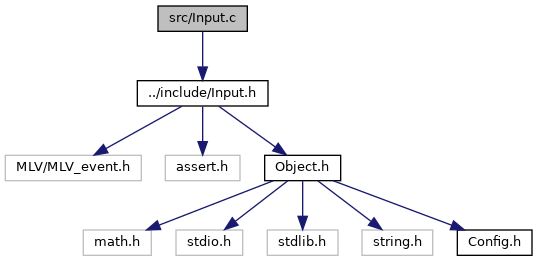 src/Input.c
../include/Input.h
MLV/MLV_event.h
assert.h
Object.h
math.h
stdio.h
stdlib.h
string.h
Config.h